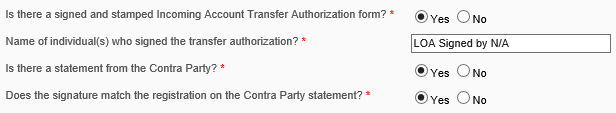 Is there a signed and stamped Incoming Account Transfer Authorization form? * Yes No
Name of individual(s) who signed the transfer authorization? * LOA Signed by N/A
Is there a statement from the Contra Party? * Yes No
Does the signature match the registration on the Contra Party statement? * Yes No